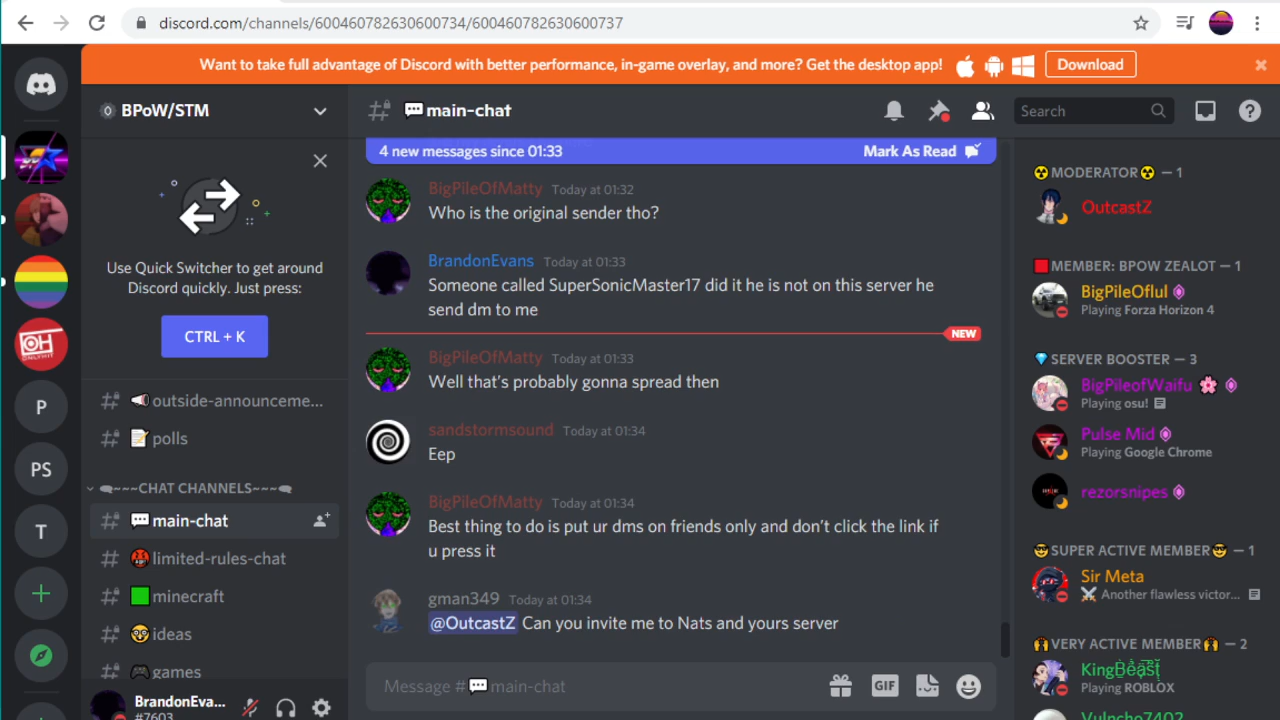 discord.com/channels/600460782630600734/600460782630600737
Want to take full advantage of Discord with better performance, in-game overlay, and more? Get the desktop app!
Download
BPoW/STM
Use Quick Switcher to get around
Discord quickly. Just press:
CTRL + K
# outside-announceme...
# polls
~~~CHAT CHANNELS~~~
# main-chat
# limited-rules-chat
# minecraft
# ideas
# games
BrandonEva...
#7603
P
PS
T
# main-chat
Search
4 new messages since 01:33
Mark As Read
BigPileOfMatty Today at 01:32
Who is the original sender tho?
BrandonEvans Today at 01:33
Someone called SuperSonicMaster17 did it he is not on this server he
send dm to me
NEW
BigPileOfMatty Today at 01:33
Well that's probably gonna spread then
sandstormsound Today at 01:34
Eep
BigPileOfMatty Today at 01:34
Best thing to do is put ur dms on friends only and don't click the link if
u press it
gman349 Today at 01:34
@OutcastZ Can you invite me to Nats and yours server
Message # main-chat
GIF
MODERATOR — 1
OutcastZ
MEMBER: BPOW ZEALOT — 1
BigPileOflul
Playing Forza Horizon 4
SERVER BOOSTER — 3
BigPileofWaifu
Playing osu!
Pulse Mid
Playing Google Chrome
rezorsnipes
SUPER ACTIVE MEMBER — 1
Sir Meta
Another flawless victor...
VERY ACTIVE MEMBER — 2
KingBeast
Playing ROBLOX